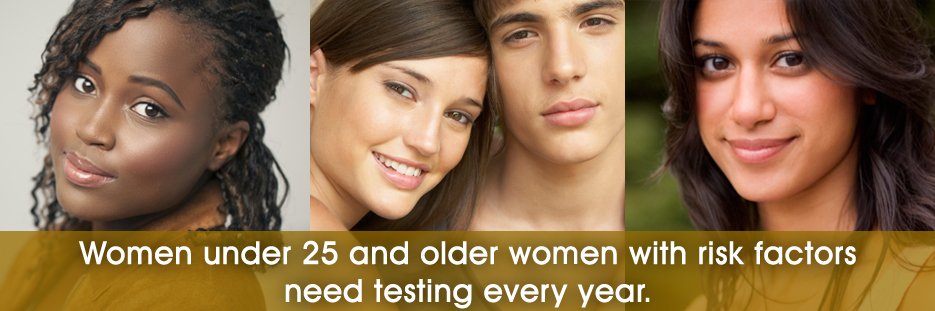 Women under 25 and older women with risk factors
need testing every year.